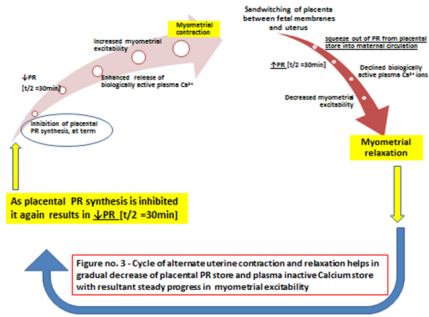 Increased myometrial
excitability
Myometrial
contraction
↓PR
[t/2 =30min]
Enhanced release of
biologically active plasma Ca²⁺
Inhibition of placental
PR synthesis, at term
As placental PR synthesis is inhibited
it again results in ↓PR [t/2 =30min]
Sendwitching of placenta
between fetal membranes
and uterus
squeeze out of PR from placental
store into maternal circulation
↑PR [t/2 =30min]
Declined biologically
active plasma Ca²⁺ ions
Decreased myometrial
excitability
Myometrial
relaxation
Figure no. 3 - Cycle of alternate uterine contraction and relaxation helps in
gradual decrease of placental PR store and plasma inactive Calcium store
with resultant steady progress in myometrial excitability